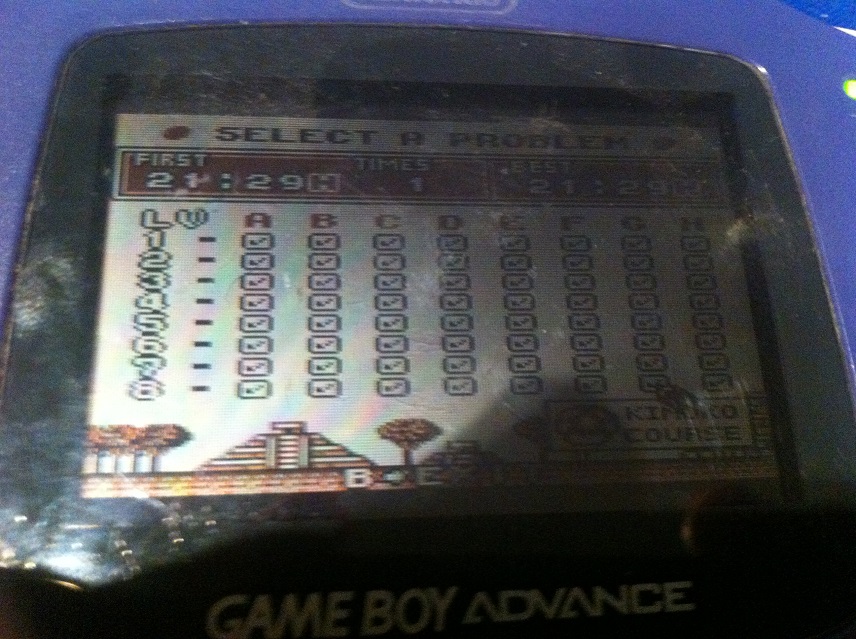 SELECT A PROBLEM
FIRST TIMES BEST
21:29 1 21:29
LV A B C D E F G H
1 -
2 -
3 -
4 -
5 -
6 -
7 -
8 -
KINOKO
COURSE
B
GAME BOY ADVANCE